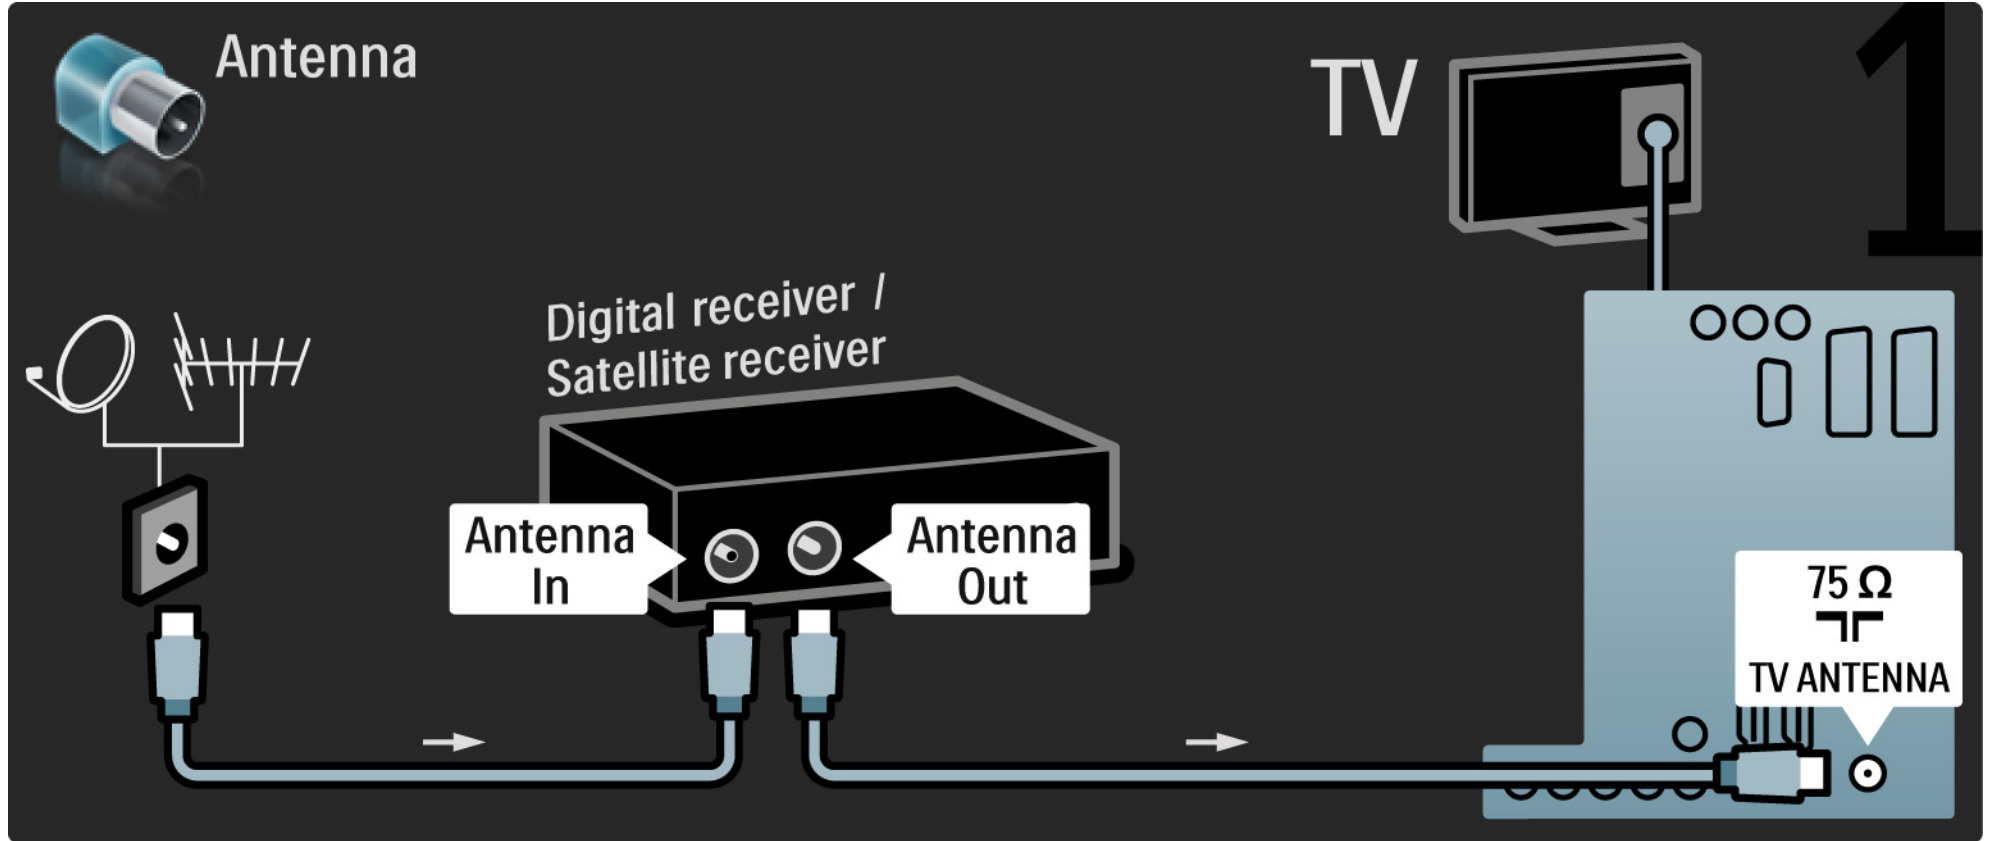 Antenna
TV
1
Digital receiver /
Satellite receiver
Antenna
In
Antenna
Out
75 Ω
TV ANTENNA